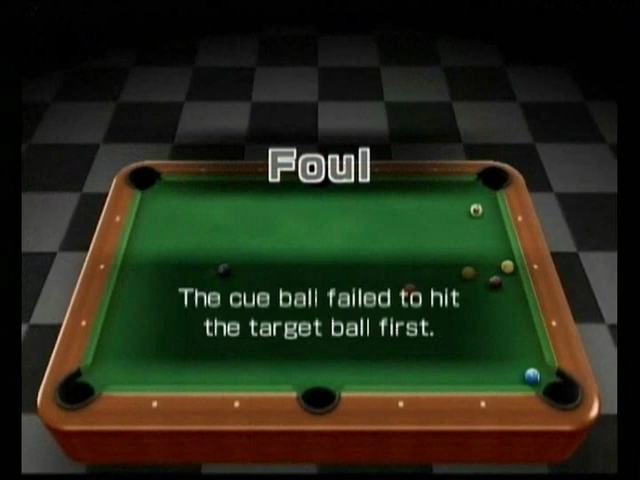 Foul
The cue ball failed to hit
the target ball first.